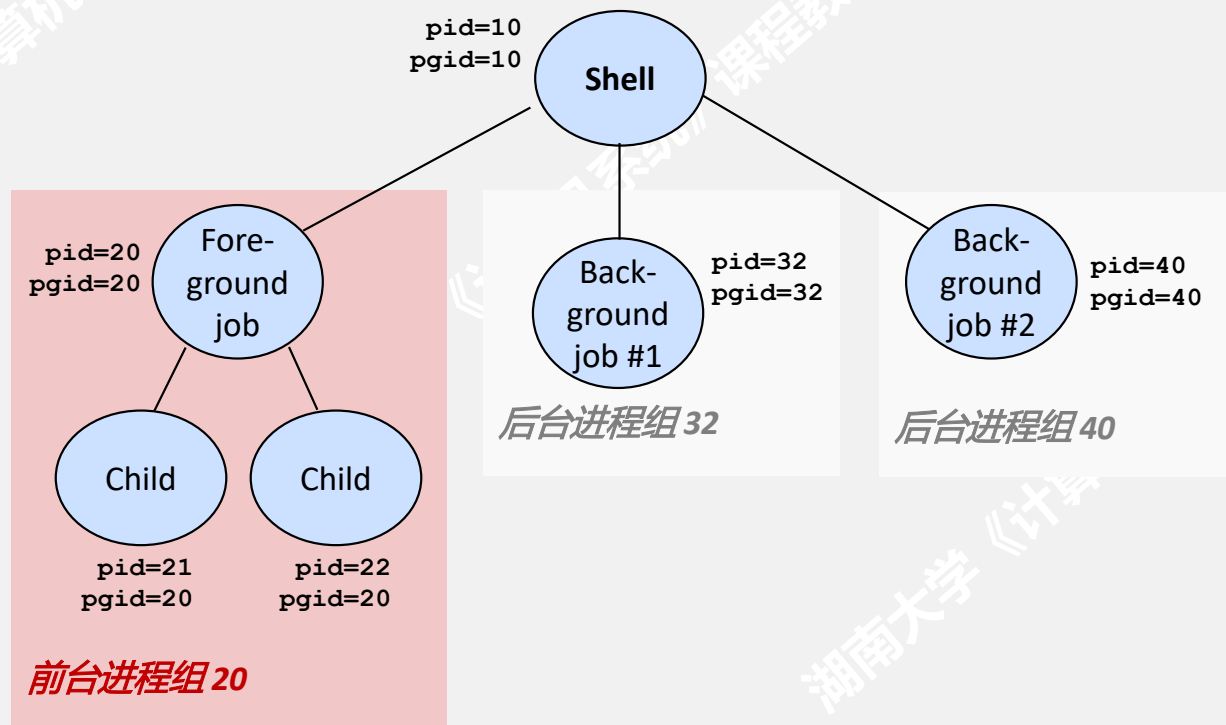 pid=10
pgid=10
Shell
pid=20
pgid=20
Fore-
ground
job
Back-
ground
job #1
pid=32
pgid=32
Back-
ground
job #2
pid=40
pgid=40
后台进程组 32
后台进程组 40
Child
Child
pid=21
pgid=20
pid=22
pgid=20
前台进程组 20
湖南大学《计算